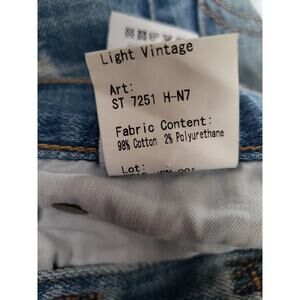 Light Vintage
Art:
ST 7251 H-N7
Fabric Content:
98% Cotton 2% Polyurethane
Lot: